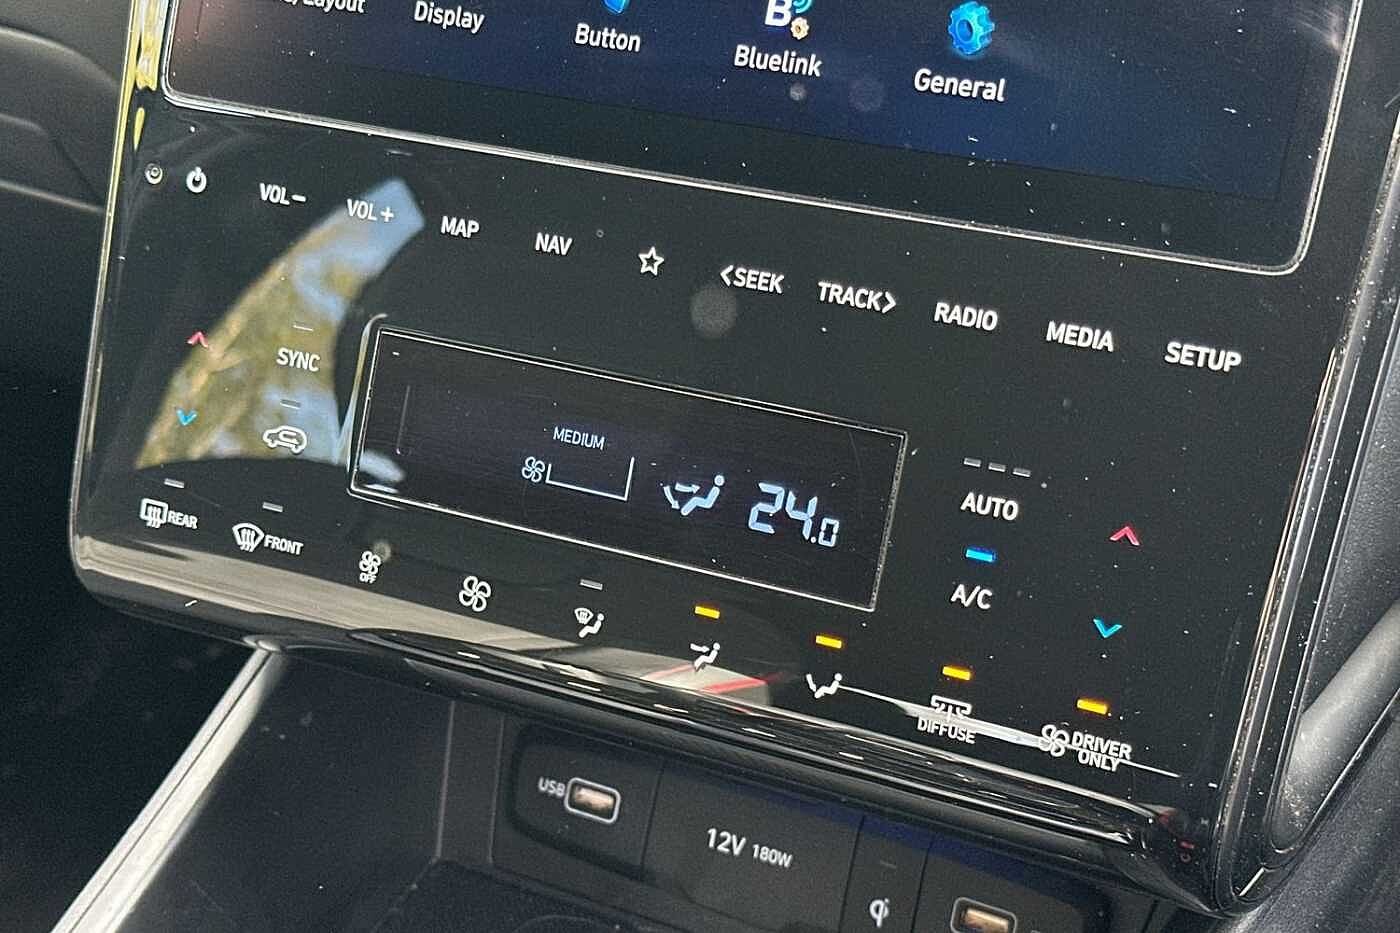 Layout
Display
Button
Bluelink
General
VOL−
VOL+
MAP
NAV
<SEEK
TRACK>
RADIO
MEDIA
SETUP
SYNC
MEDIUM
24.0
AUTO
A/C
REAR
FRONT
OFF
DIFFUSE
DRIVER
ONLY
USB
12V 180W